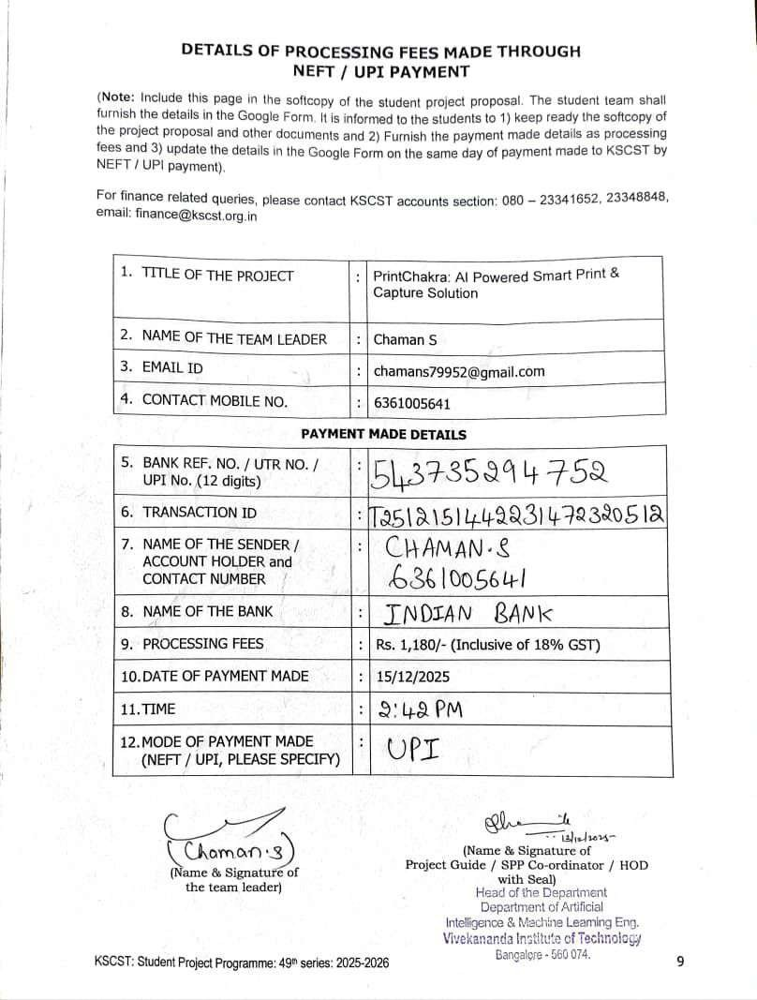 DETAILS OF PROCESSING FEES MADE THROUGH
NEFT / UPI PAYMENT
(Note: Include this page in the softcopy of the student project proposal. The student team shall
furnish the details in the Google Form. It is informed to the students to 1) keep ready the softcopy of
the project proposal and other documents and 2) Furnish the payment made details as processing
fees and 3) update the details in the Google Form on the same day of payment made to KSCST by
NEFT / UPI payment).
For finance related queries, please contact KSCST accounts section: 080 – 23341652, 23348848,
email: finance@kscst.org.in
1. TITLE OF THE PROJECT : PrintChakra: AI Powered Smart Print &
Capture Solution
2. NAME OF THE TEAM LEADER : Chaman S
3. EMAIL ID : chamans79952@gmail.com
4. CONTACT MOBILE NO. : 6361005641
PAYMENT MADE DETAILS
5. BANK REF. NO. / UTR NO. / : 543735294752
UPI No. (12 digits)
6. TRANSACTION ID : T2512151442231472320512
7. NAME OF THE SENDER / : CHAMAN.S
ACCOUNT HOLDER and
CONTACT NUMBER 6361005641
8. NAME OF THE BANK : INDIAN BANK
9. PROCESSING FEES : Rs. 1,180/- (Inclusive of 18% GST)
10. DATE OF PAYMENT MADE : 15/12/2025
11. TIME : 2:42 PM
12. MODE OF PAYMENT MADE : UPI
(NEFT / UPI, PLEASE SPECIFY)
(Chaman.S)
(Name & Signature of
the team leader)
(Name & Signature of
Project Guide / SPP Co-ordinator / HOD
with Seal)
Head of the Department
Department of Artificial
Intelligence & Machine Learning Eng.
Vivekananda Institute of Technology
Bangalore - 560 074.
KSCST: Student Project Programme: 49th series: 2025-2026 9